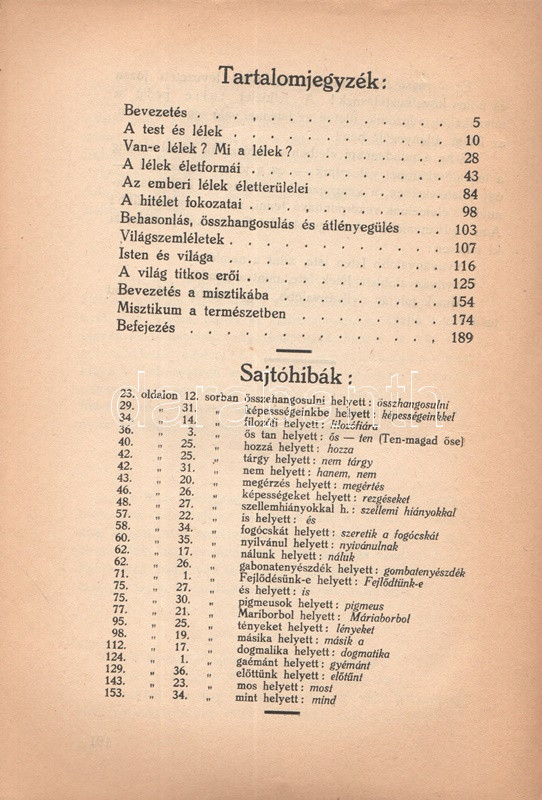 Tartalomjegyzék:
Bevezetés . . . . . . . . . . . . . 5
A test és lélek . . . . . . . . . . . 10
Van-e lélek? Mi a lélek? . . . . . . . . 28
A lélek életformái . . . . . . . . . . 43
Az emberi lélek életterülelei . . . . . . . 84
A hitélet fokozatai . . . . . . . . . . 98
Behasonlás, összhangosulás és átlényegülés . . 103
Világszemléletek . . . . . . . . . . . 107
Isten és világa . . . . . . . . . . . 116
A világ titkos erői . . . . . . . . . . 125
Bevezetés a misztikába . . . . . . . . 154
Misztikum a természetben . . . . . . . 174
Befejezés . . . . . . . . . . . . . 189
Sajtóhibák:
23. oldalon 12. sorban összehangosulni helyett: összhangosulni
29. „ 31. „ képességeinkbe helyett: képességeinkkel
34. „ 14. „ filozofi helyett: filozófiára
36. „ 3. „ ős tan helyett: ős — ten (Ten-magad őse)
40. „ 25. „ hozzá helyett: hozza
42. „ 25. „ tárgy helyett: nem tárgy
42. „ 31. „ nem helyett: hanem, nem
43. „ 20. „ megérzés helyett: megértés
46. „ 26. „ képességeket helyett: rezgéseket
48. „ 27. „ szellemhiányokkal h.: szellemi hiányokkal
57. „ 22. „ is helyett: és
58. „ 34. „ fogócskát helyett: szeretik a fogócskát
60. „ 35. „ nyilvánul helyett: nyivánulnak
62. „ 17. „ nálunk helyett: náluk
62. „ 26. „ gabonatenyészdék helyett: gombatenyészdék
71. „ 1. „ Fejlődésünk-e helyett: Fejlődtünk-e
75. „ 27. „ és helyett: is
75. „ 30. „ pigmeusok helyett: pigmeus
77. „ 21. „ Mariborbol helyett: Máriaborbol
95. „ 25. „ tényeket helyett: lényeket
98. „ 19. „ másika helyett: másik a
112. „ 17. „ dogmalika helyett: dogmatika
124. „ 1. „ gaémánt helyett: gyémánt
129. „ 36. „ előttünk helyett: előtűnt
143. „ 23. „ mos helyett: most
153. „ 34. „ mint helyett: mind